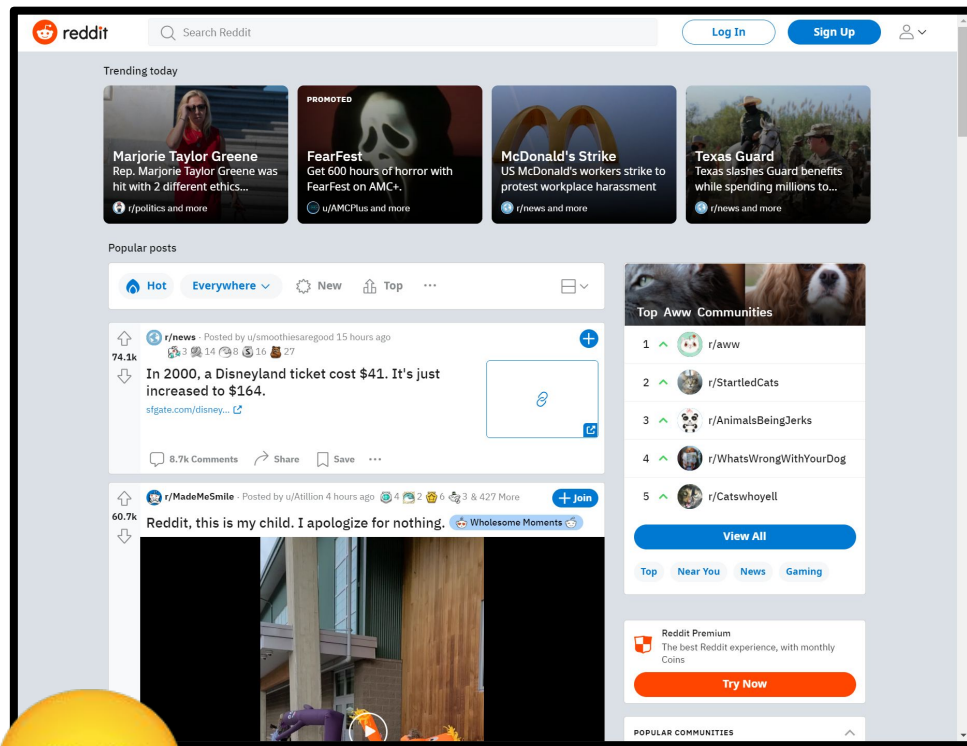 reddit
Search Reddit
Log In
Sign Up
Trending today
Marjorie Taylor Greene
Rep. Marjorie Taylor Greene was
hit with 2 different ethics...
r/politics and more
PROMOTED
FearFest
Get 600 hours of horror with
FearFest on AMC+.
u/AMCPlus and more
McDonald's Strike
US McDonald's workers strike to
protest workplace harassment
r/news and more
Texas Guard
Texas slashes Guard benefits
while spending millions to...
r/news and more
Popular posts
Hot
Everywhere
New
Top
...
74.1k
r/news · Posted by u/smoothiesaregood 15 hours ago
3 14 8 16 27
In 2000, a Disneyland ticket cost $41. It's just
increased to $164.
sfgate.com/disney...
8.7k Comments
Share
Save
...
60.7k
r/MadeMeSmile · Posted by u/Atillion 4 hours ago 4 2 6 3 & 427 More
Join
Reddit, this is my child. I apologize for nothing. Wholesome Moments
Top Aww Communities
1 r/aww
2 r/StartledCats
3 r/AnimalsBeingJerks
4 r/WhatsWrongWithYourDog
5 r/Catswhoyell
View All
Top
Near You
News
Gaming
Reddit Premium
The best Reddit experience, with monthly
Coins
Try Now
POPULAR COMMUNITIES